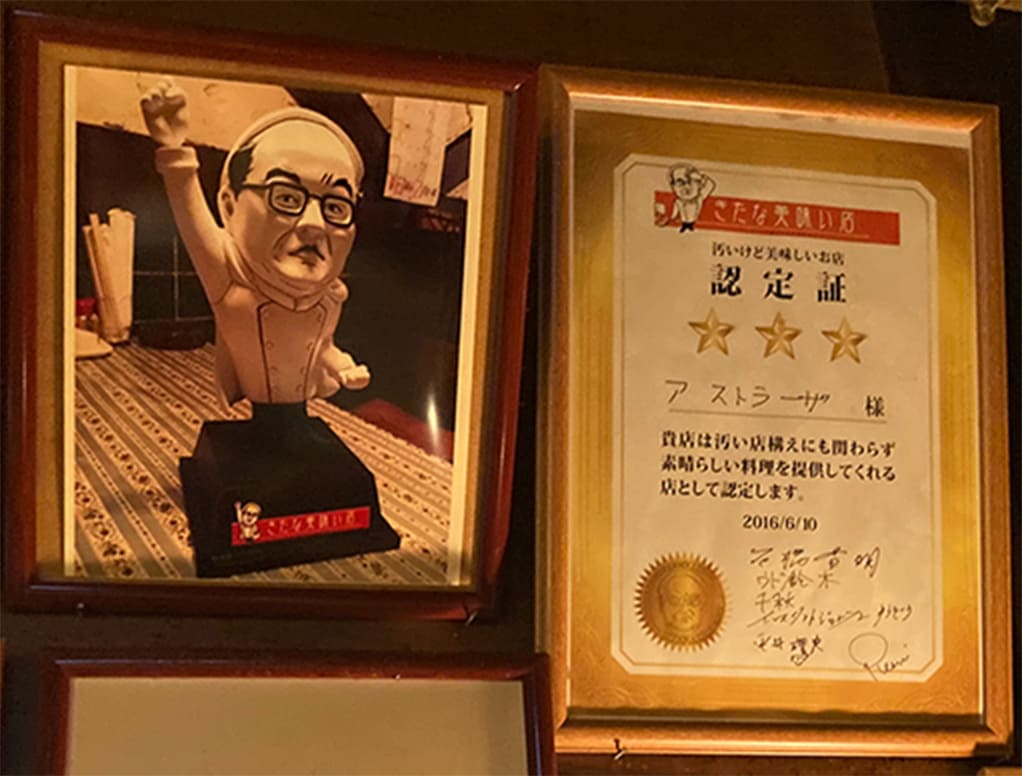 きたな美味い店
きたな美味い店
汚いけど美味しいお店
認定証
アストラーザ 様
貴店は汚い店構えにも関わらず
素晴らしい料理を提供してくれる
店として認定します。
2016/6/10
石橋貴明
ウド鈴木
千秋